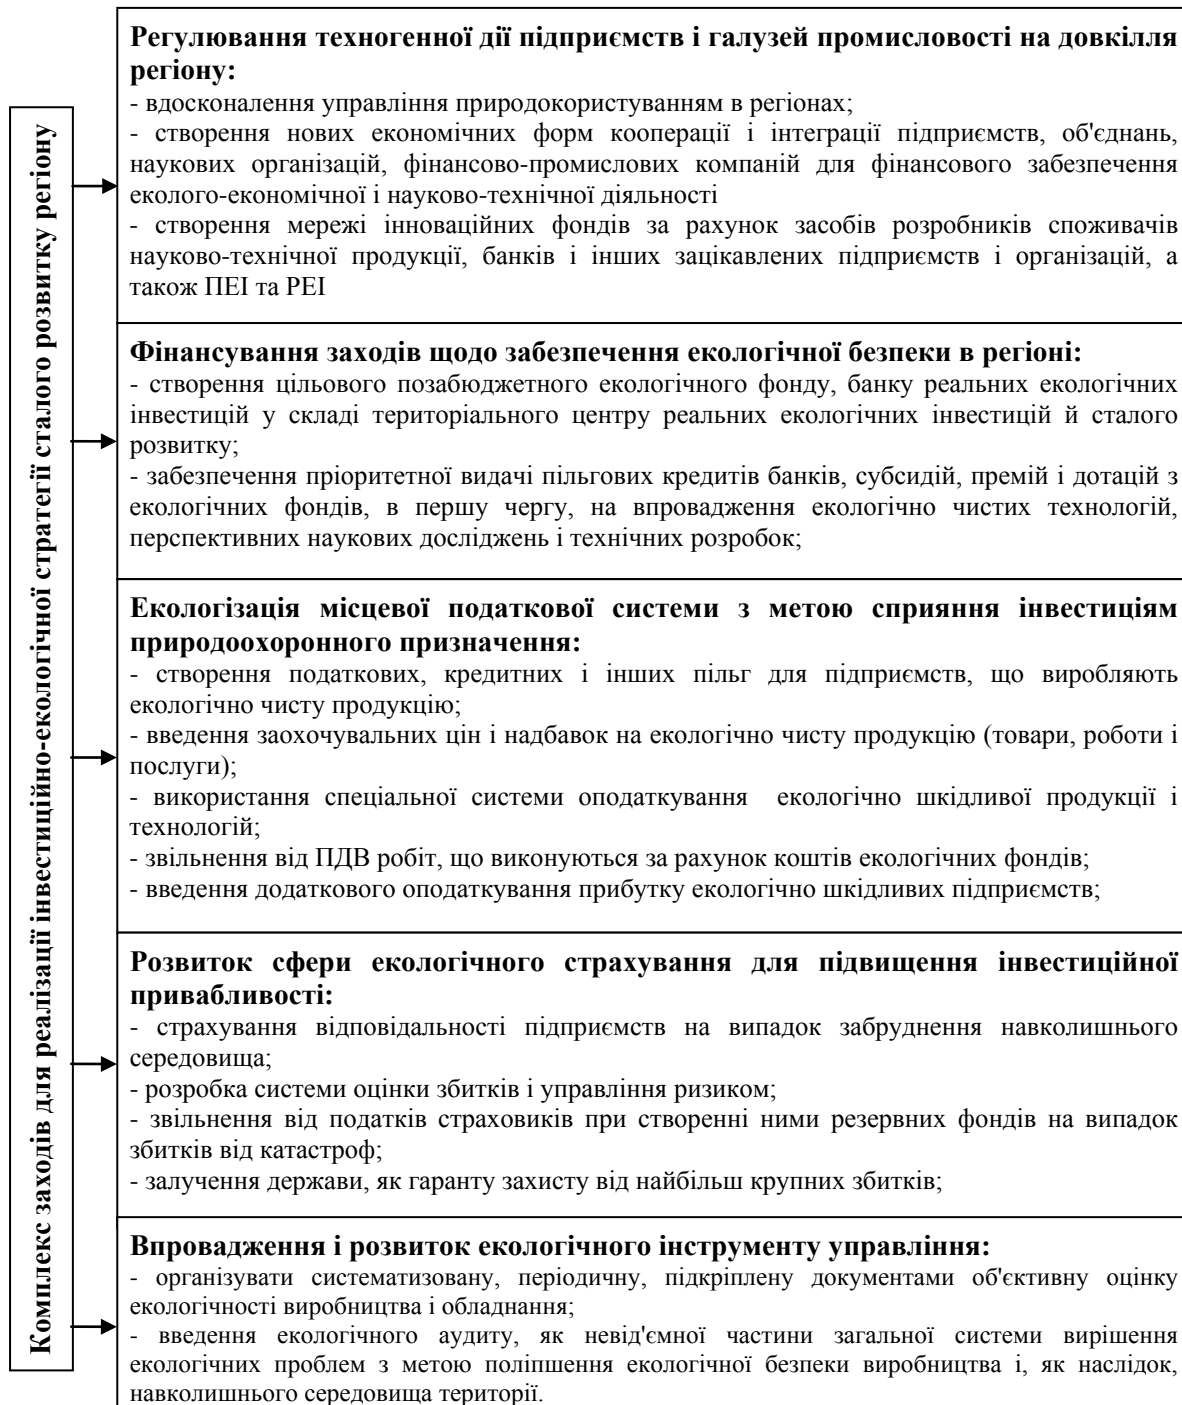 Комплекс заходів для реалізації інвестиційно-екологічної стратегії сталого розвитку регіону
Регулювання техногенної дії підприємств і галузей промисловості на довкілля
регіону:
- вдосконалення управління природокористуванням в регіонах;
- створення нових економічних форм кооперації і інтеграції підприємств, об'єднань,
наукових організацій, фінансово-промислових компаній для фінансового забезпечення
еколого-економічної і науково-технічної діяльності
- створення мережі інноваційних фондів за рахунок засобів розробників споживачів
науково-технічної продукції, банків і інших зацікавлених підприємств і організацій, а
також ПЕІ та РЕІ
Фінансування заходів щодо забезпечення екологічної безпеки в регіоні:
- створення цільового позабюджетного екологічного фонду, банку реальних екологічних
інвестицій у складі територіального центру реальних екологічних інвестицій й сталого
розвитку;
- забезпечення пріоритетної видачі пільгових кредитів банків, субсидій, премій і дотацій з
екологічних фондів, в першу чергу, на впровадження екологічно чистих технологій,
перспективних наукових досліджень і технічних розробок;
Екологізація місцевої податкової системи з метою сприяння інвестиціям
природоохоронного призначення:
- створення податкових, кредитних і інших пільг для підприємств, що виробляють
екологічно чисту продукцію;
- введення заохочувальних цін і надбавок на екологічно чисту продукцію (товари, роботи і
послуги);
- використання спеціальної системи оподаткування екологічно шкідливої продукції і
технологій;
- звільнення від ПДВ робіт, що виконуються за рахунок коштів екологічних фондів;
- введення додаткового оподаткування прибутку екологічно шкідливих підприємств;
Розвиток сфери екологічного страхування для підвищення інвестиційної
привабливості:
- страхування відповідальності підприємств на випадок забруднення навколишнього
середовища;
- розробка системи оцінки збитків і управління ризиком;
- звільнення від податків страховиків при створенні ними резервних фондів на випадок
збитків від катастроф;
- залучення держави, як гаранту захисту від найбільш крупних збитків;
Впровадження і розвиток екологічного інструменту управління:
- організувати систематизовану, періодичну, підкріплену документами об'єктивну оцінку
екологічності виробництва і обладнання;
- введення екологічного аудиту, як невід'ємної частини загальної системи вирішення
екологічних проблем з метою поліпшення екологічної безпеки виробництва і, як наслідок,
навколишнього середовища території.